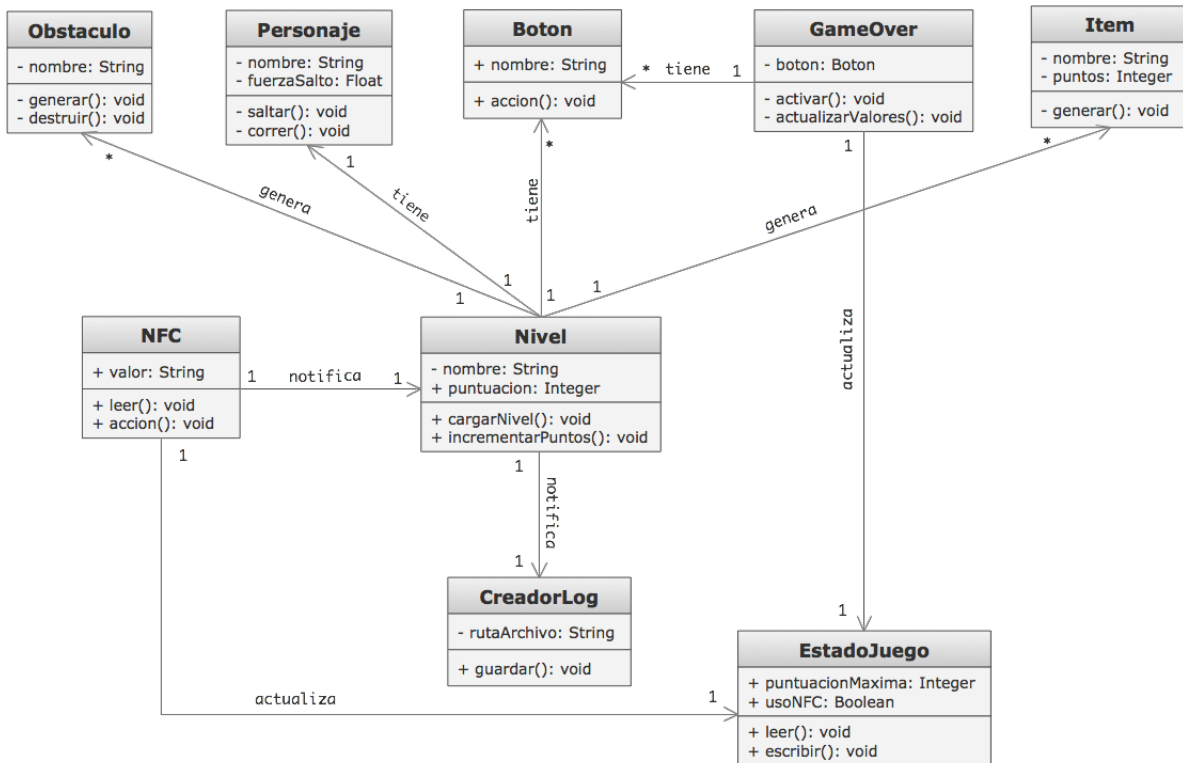 Obstaculo
- nombre: String
- generar(): void
- destruir(): void
Personaje
- nombre: String
- fuerzaSalto: Float
- saltar(): void
- correr(): void
Boton
+ nombre: String
+ accion(): void
* tiene 1
GameOver
- boton: Boton
- activar(): void
- actualizarValores(): void
Item
- nombre: String
- puntos: Integer
- generar(): void
*
genera
1
1
tiene
1
*
tiene
1
*
genera
1
1
actualiza
1
NFC
+ valor: String
+ leer(): void
+ accion(): void
1 notifica 1
Nivel
- nombre: String
+ puntuacion: Integer
+ cargarNivel(): void
+ incrementarPuntos(): void
1
notifica
1
CreadorLog
- rutaArchivo: String
+ guardar(): void
1
actualiza
1
EstadoJuego
+ puntuacionMaxima: Integer
+ usoNFC: Boolean
+ leer(): void
+ escribir(): void